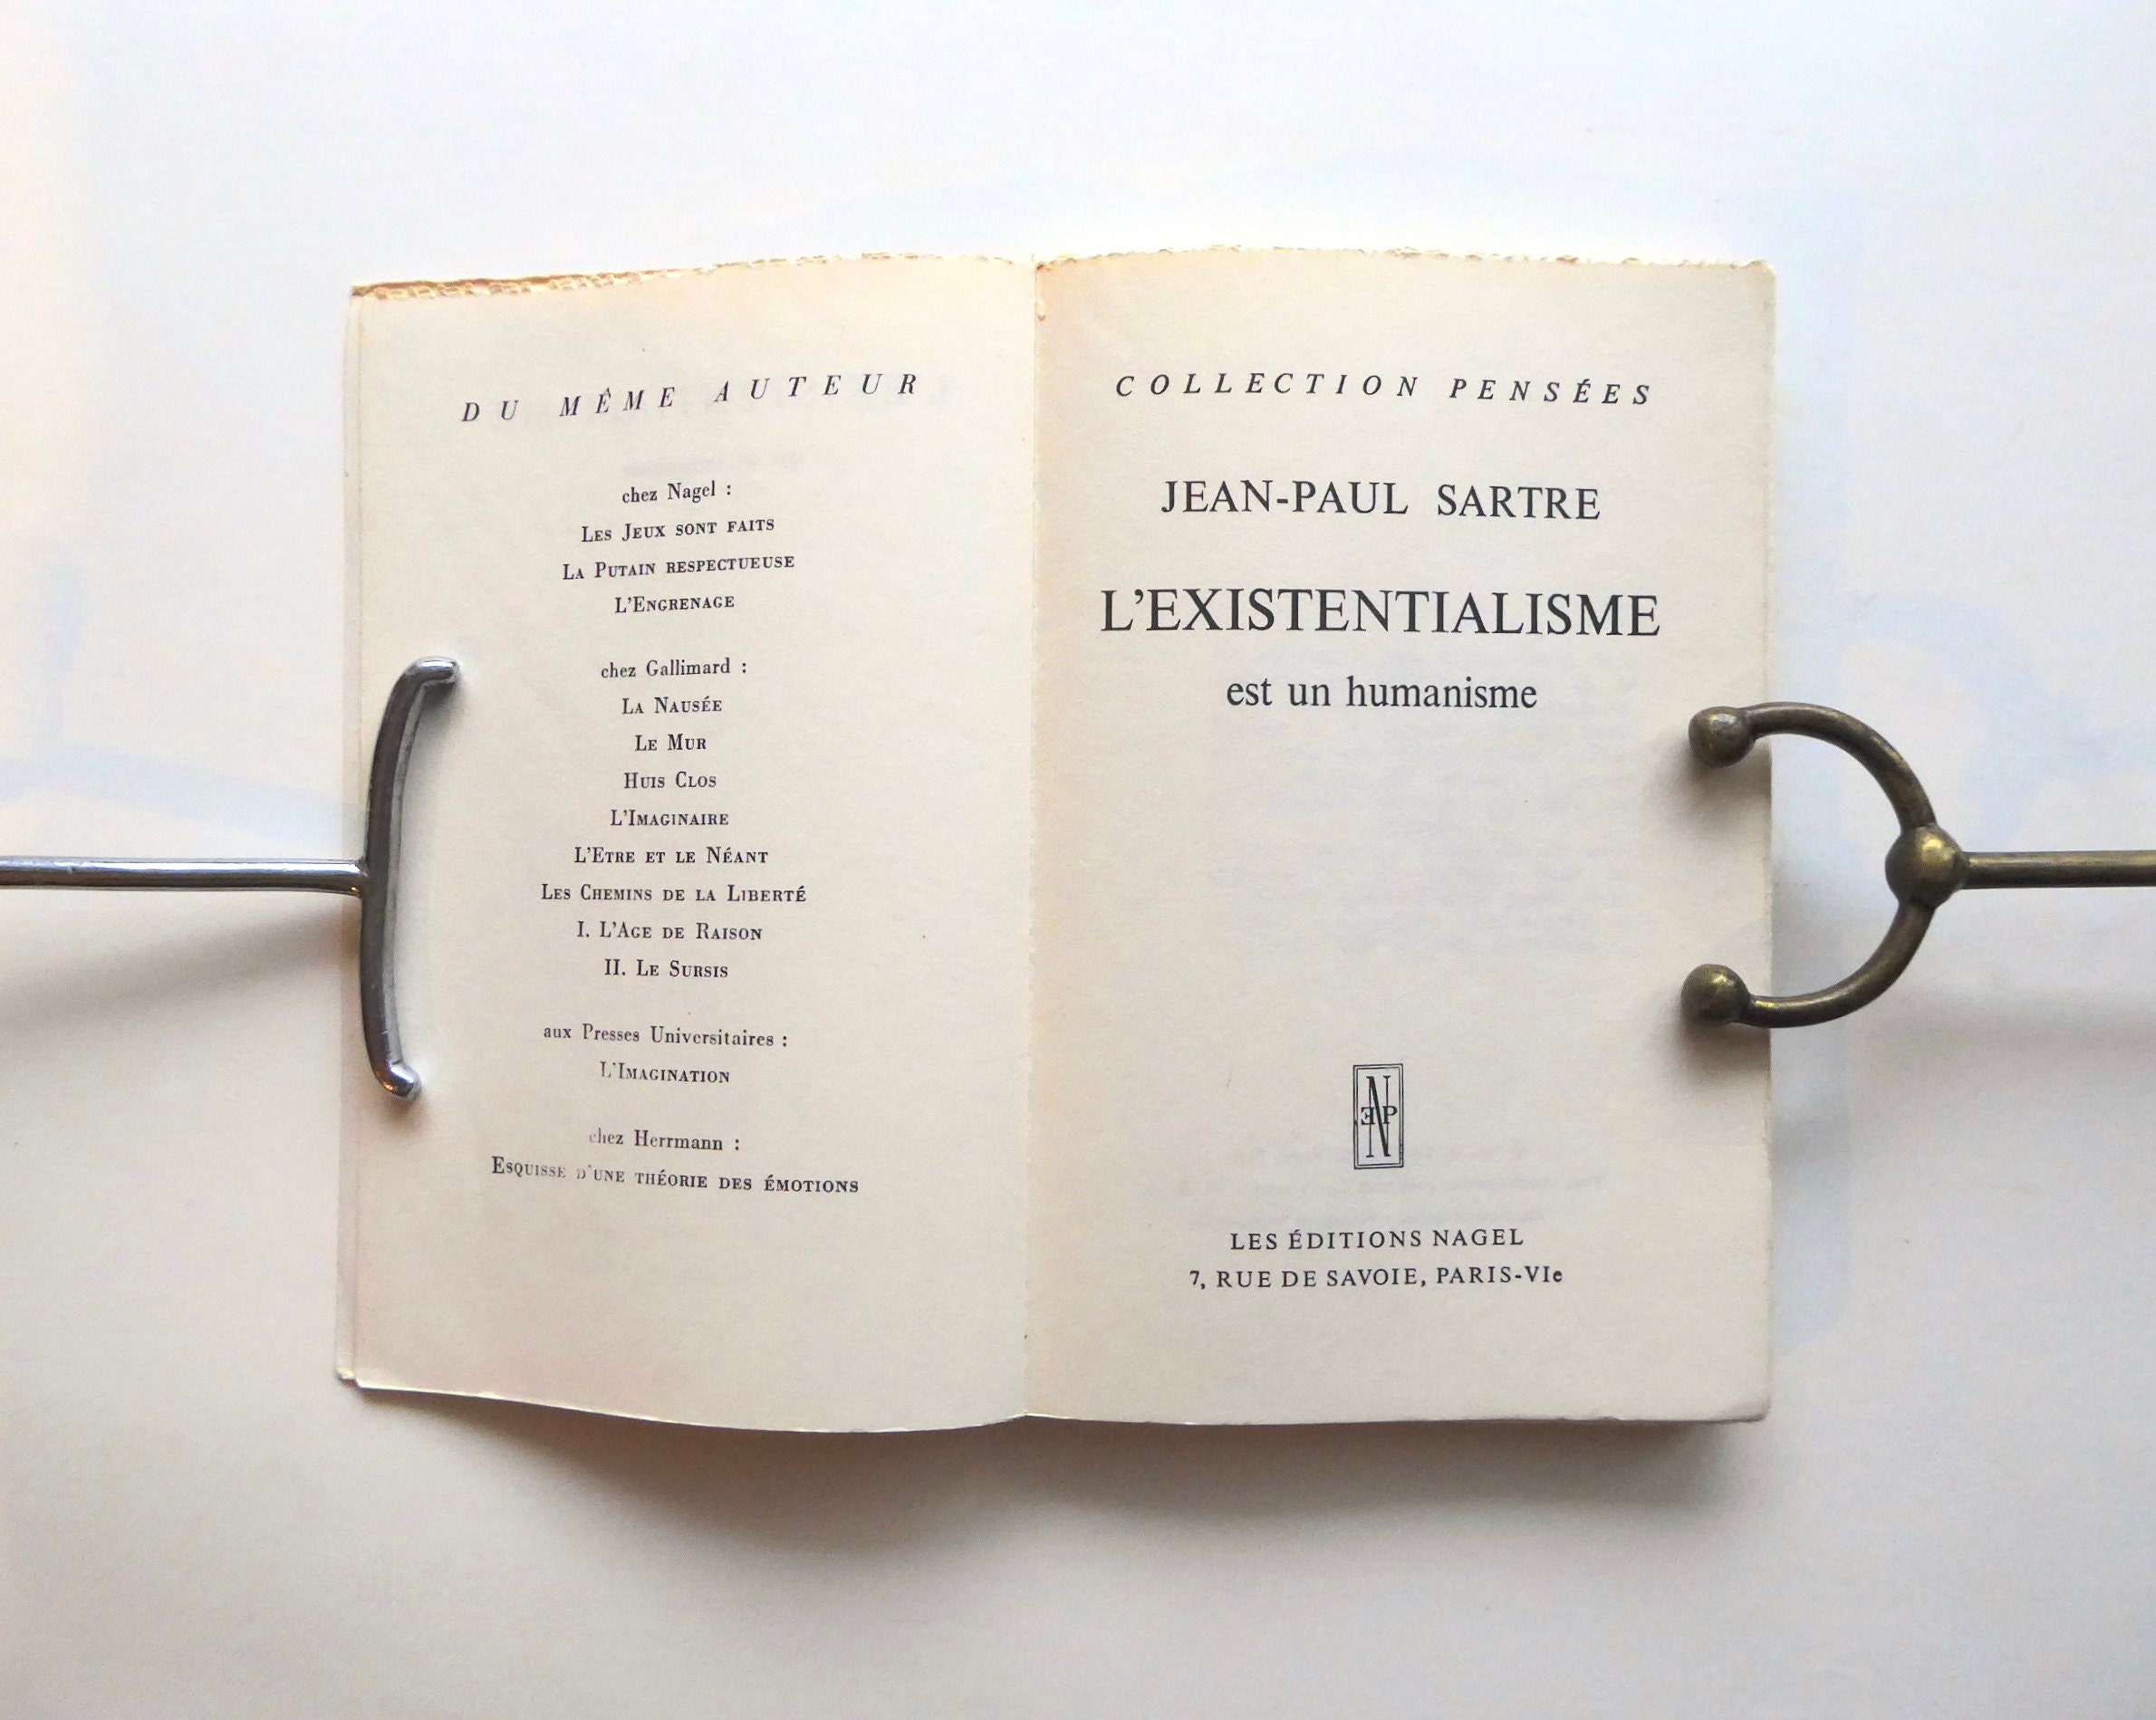 DU MÊME AUTEUR
chez Nagel :
LES JEUX SONT FAITS
LA PUTAIN RESPECTUEUSE
L'ENGRENAGE
chez Gallimard :
LA NAUSÉE
LE MUR
HUIS CLOS
L'IMAGINAIRE
L'ETRE ET LE NÉANT
LES CHEMINS DE LA LIBERTÉ
I. L'AGE DE RAISON
II. LE SURSIS
aux Presses Universitaires :
L'IMAGINATION
chez Herrmann :
ESQUISSE D'UNE THÉORIE DES ÉMOTIONS
COLLECTION PENSÉES
JEAN-PAUL SARTRE
L'EXISTENTIALISME
est un humanisme
ENP
LES ÉDITIONS NAGEL
7, RUE DE SAVOIE, PARIS-VIe